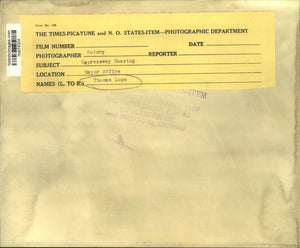 THE TIMES-PICAYUNE and N. O. STATES-ITEM—PHOTOGRAPHIC DEPARTMENT
FILM NUMBER DATE
PHOTOGRAPHER Guidry REPORTER
SUBJECT Expressway Hearing
LOCATION Mayor Office
NAMES (L. TO R.) Thomas Lupo